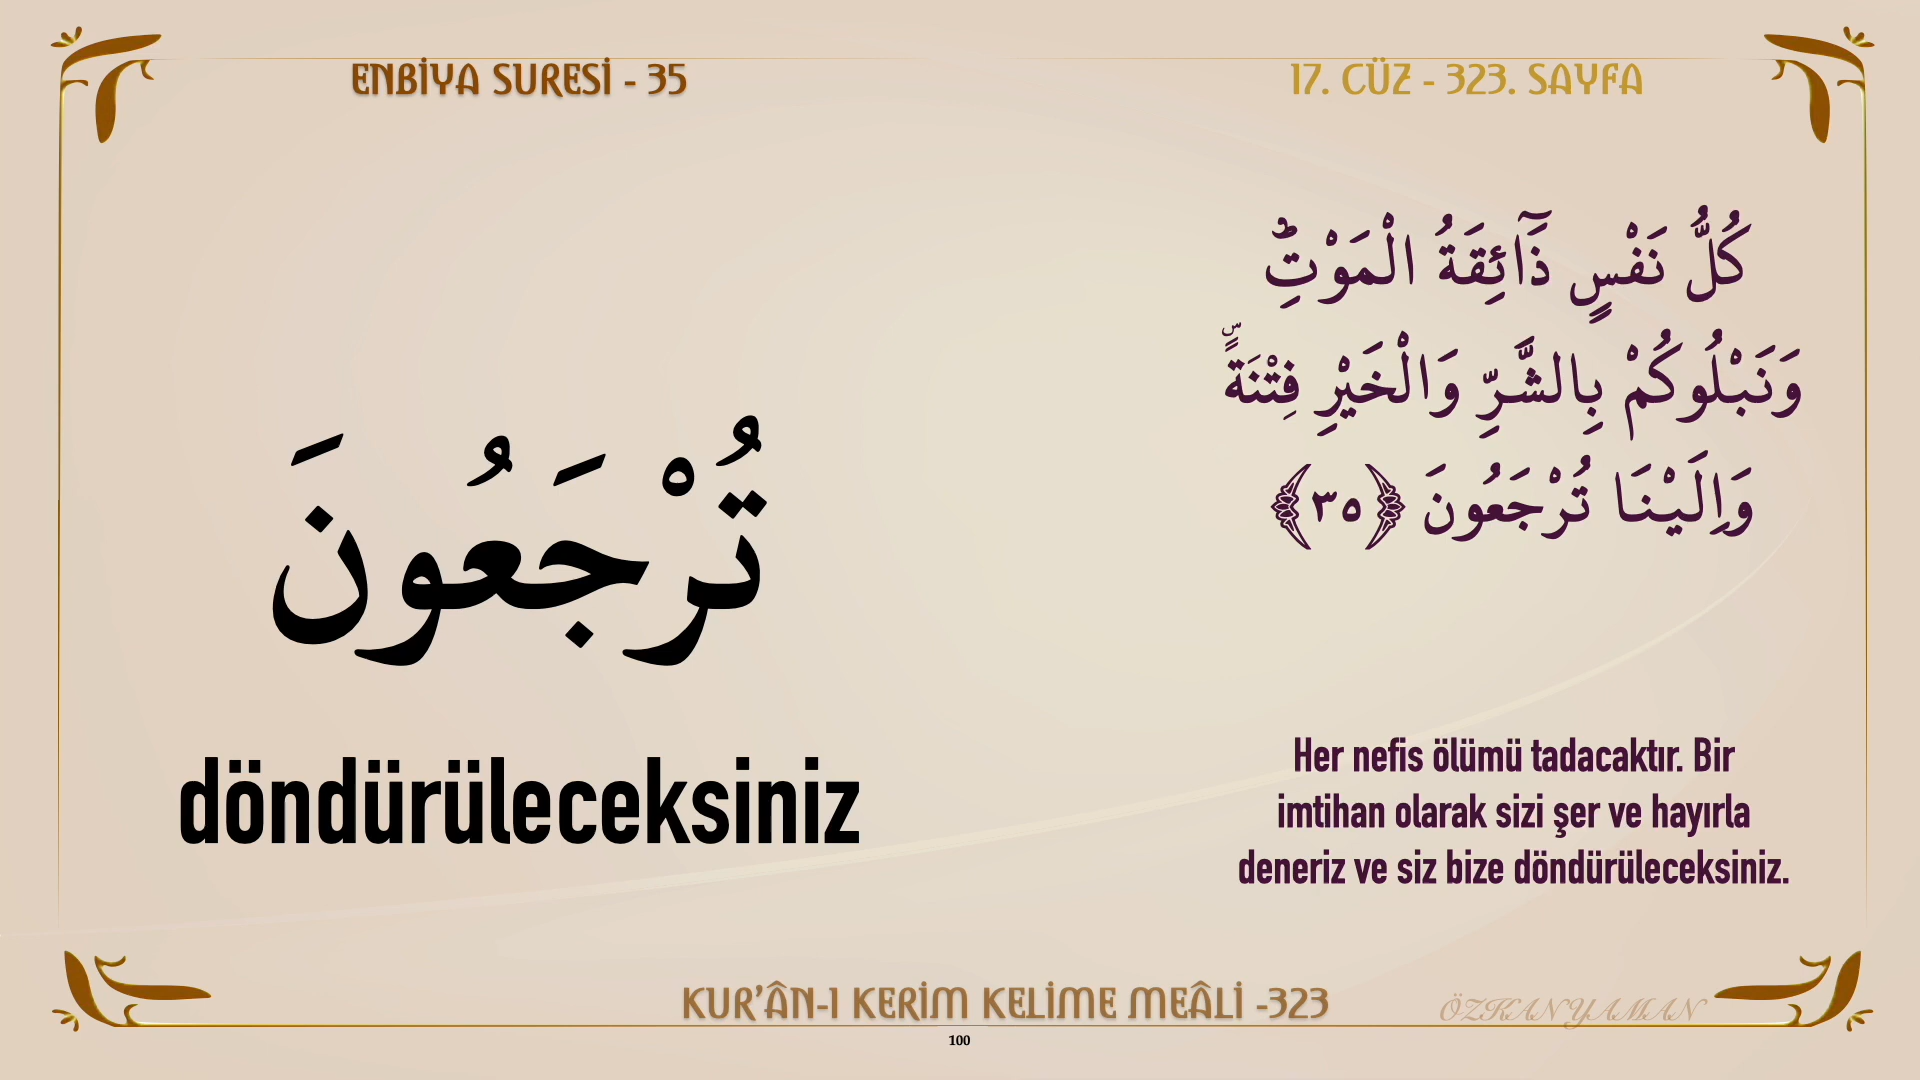 ENBİYA SURESİ - 35
17. CÜZ - 323. SAYFA
كُلُّ نَفْسٍ ذَٓائِقَةُ الْمَوْتِۜ
وَنَبْلُوكُمْ بِالشَّرِّ وَالْخَيْرِ فِتْنَةًۜ
وَاِلَيْنَا تُرْجَعُونَ ﴿٣٥﴾
تُرْجَعُونَ
döndürüleceksiniz
Her nefis ölümü tadacaktır. Bir
imtihan olarak sizi şer ve hayırla
deneriz ve siz bize döndürüleceksiniz.
KUR’ÂN-I KERİM KELİME MEÂLİ -323
ÖZKAN YAMAN
100